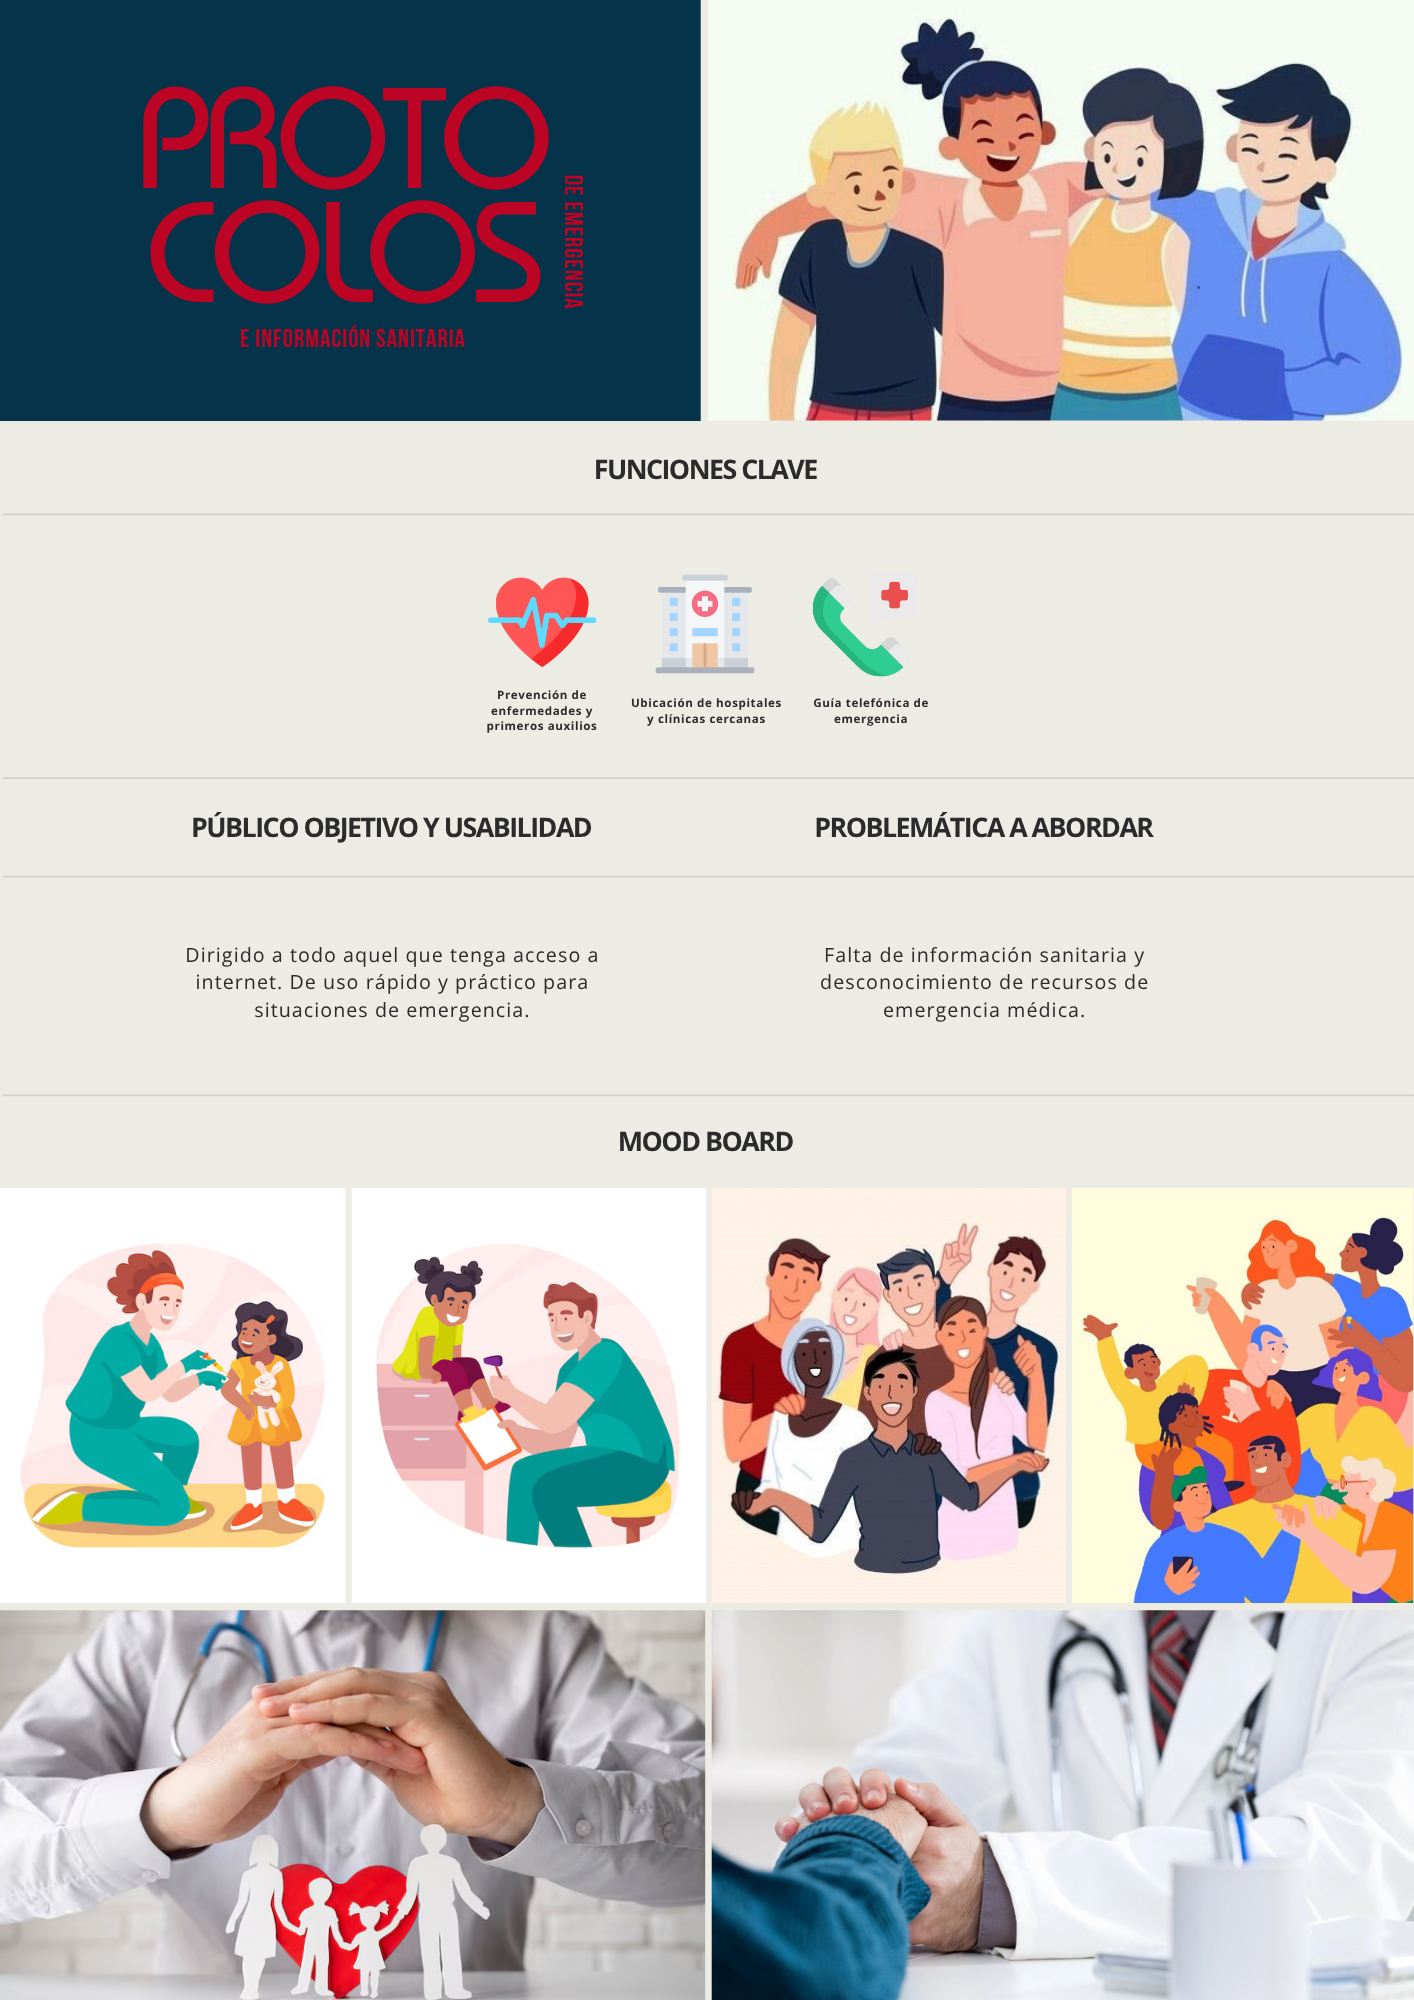 PROTO
COLOS
DE EMERGENCIA
E INFORMACIÓN SANITARIA
FUNCIONES CLAVE
Prevención de
enfermedades y
primeros auxilios
Ubicación de hospitales
y clínicas cercanas
Guía telefónica de
emergencia
PÚBLICO OBJETIVO Y USABILIDAD
Dirigido a todo aquel que tenga acceso a
internet. De uso rápido y práctico para
situaciones de emergencia.
PROBLEMÁTICA A ABORDAR
Falta de información sanitaria y
desconocimiento de recursos de
emergencia médica.
MOOD BOARD